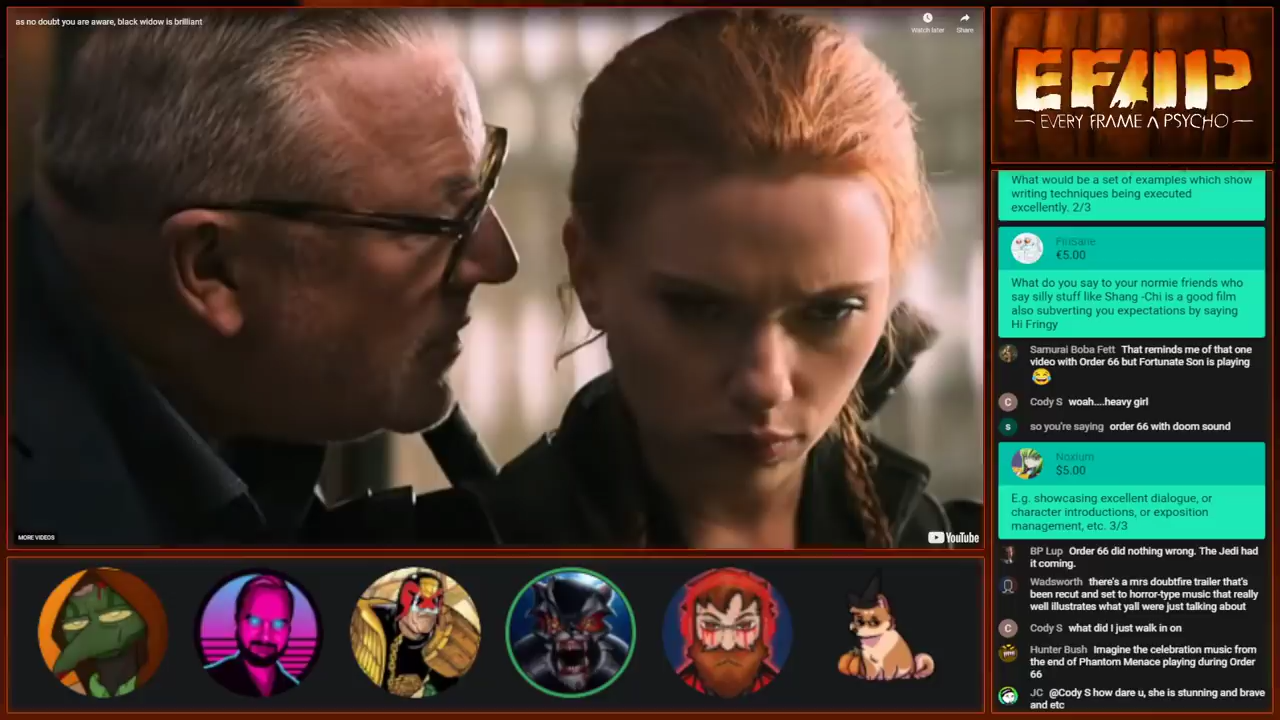 as no doubt you are aware, black widow is brilliant
Watch later
Share
MORE VIDEOS
YouTube
EFAP
EVERY FRAME A PSYCHO
What would be a set of examples which show
writing techniques being executed
excellently. 2/3
€5.00
What do you say to your normie friends who
say silly stuff like Shang -Chi is a good film
also subverting you expectations by saying
Hi Fringy
Samurai Boba Fett That reminds me of that one
video with Order 66 but Fortunate Son is playing
😂
C Cody S woah....heavy girl
s so you're saying order 66 with doom sound
Noxium
$5.00
E.g. showcasing excellent dialogue, or
character introductions, or exposition
management, etc. 3/3
BP Lup Order 66 did nothing wrong. The Jedi had
it coming.
Wadsworth there's a mrs doubtfire trailer that's
been recut and set to horror-type music that really
well illustrates what yall were just talking about
C Cody S what did I just walk in on
Hunter Bush Imagine the celebration music from
the end of Phantom Menace playing during Order
66
JC @Cody S how dare u, she is stunning and brave
and etc